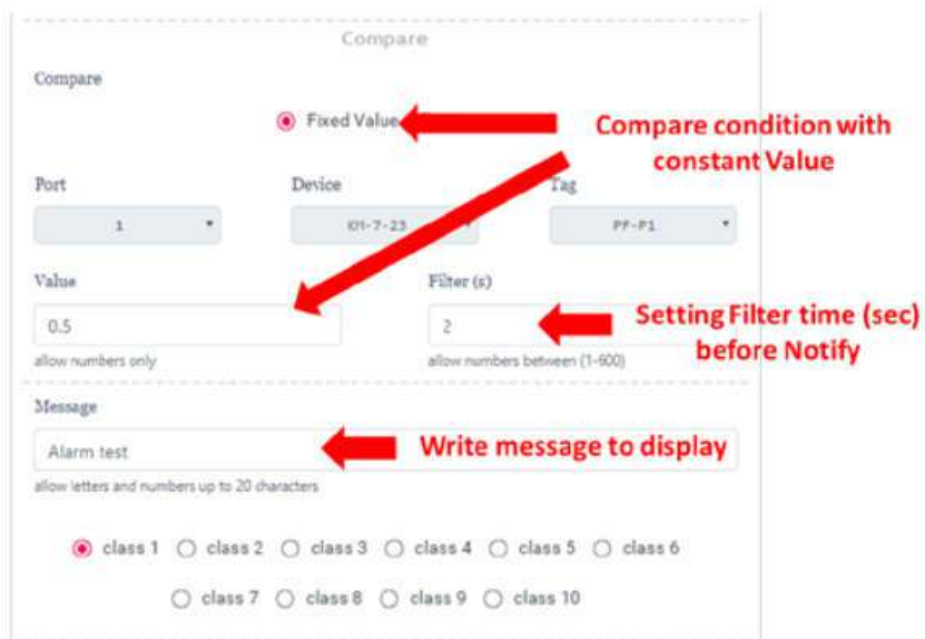 Compare
Compare
Fixed Value
Compare condition with
constant Value
Port Device Tag
1 KM-7-23 PF-P1
Value Filter (s)
0.5 2
Setting Filter time (sec)
before Notify
allow numbers only allow numbers between (1-600)
Message
Alarm test
Write message to display
allow letters and numbers up to 20 characters
class 1 class 2 class 3 class 4 class 5 class 6
class 7 class 8 class 9 class 10